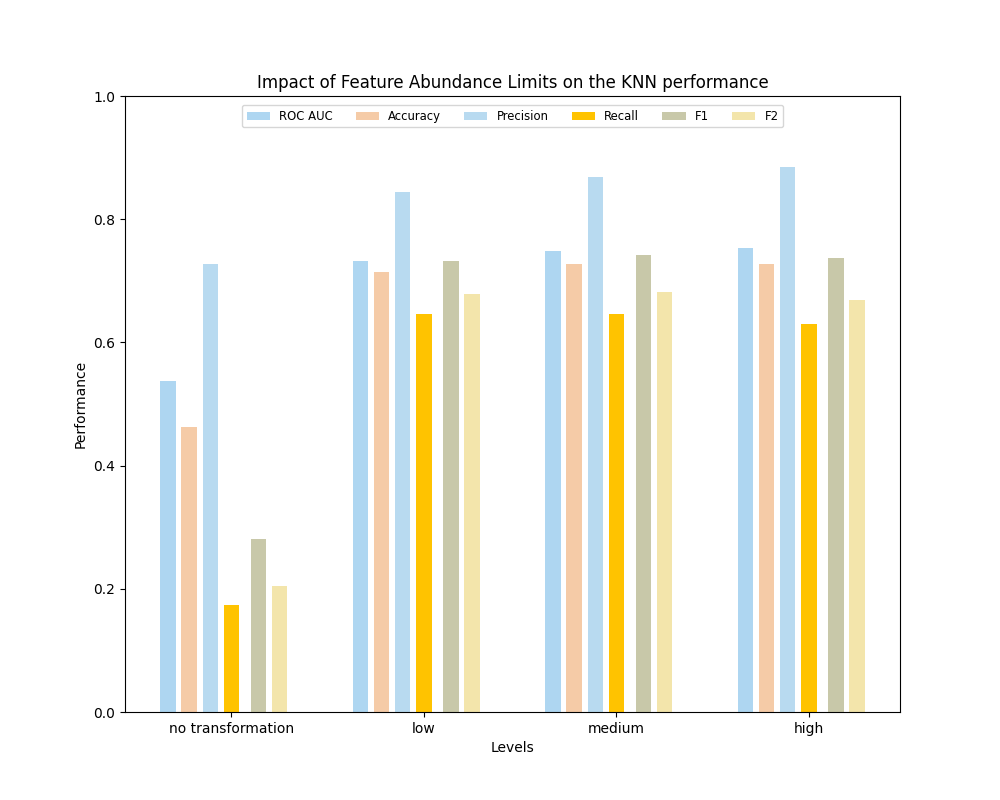 Impact of Feature Abundance Limits on the KNN performance
ROC AUC Accuracy Precision Recall F1 F2
1.0
0.8
0.6
0.4
0.2
0.0
Performance
no transformation low medium high
Levels